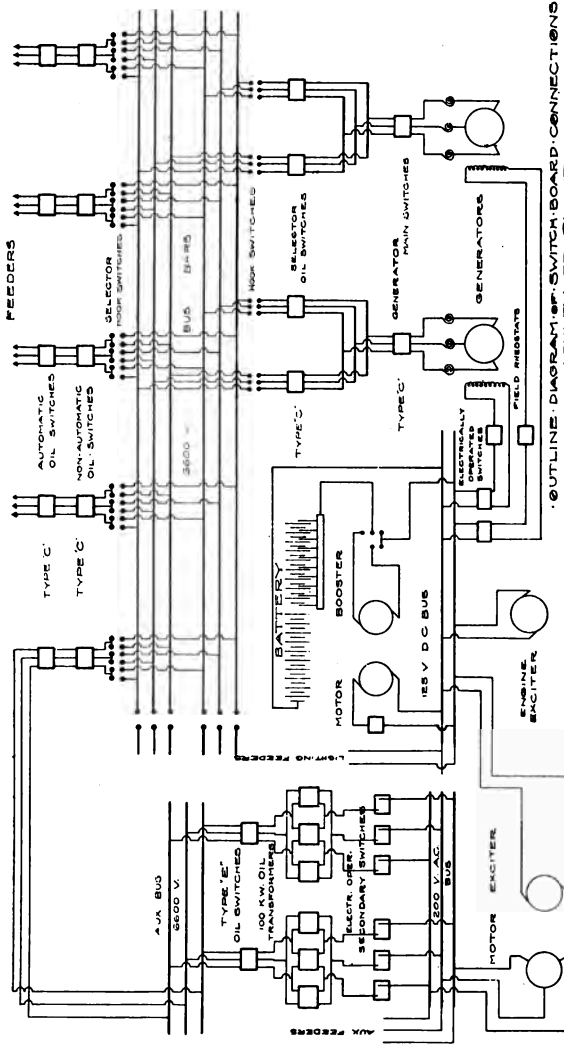 FEEDERS
AUTOMATIC
OIL SWITCHES
NON-AUTOMATIC
OIL · SWITCHES
TYPE "C"
TYPE "C"
SELECTOR
HOOK SWITCHES
6600 V. BUS BARS
HOOK SWITCHES
SELECTOR
OIL SWITCHES
TYPE "C"
GENERATOR
MAIN SWITCHES
TYPE "C"
GENERATORS
FIELD RHEOSTATS
ELECTRICALLY
OPERATED
SWITCHES
BATTERY
BOOSTER
MOTOR
125 V D C BUS
ENGINE
EXCITER
LIGHTING FEEDERS
AUX BUS
6600 V.
TYPE "E"
OIL SWITCHES
100 K.W. OIL
TRANSFORMERS
ELECTR. OPER.
SECONDARY SWITCHES
200 V. A.C.
BUS
AUX FEEDERS
MOTOR EXCITER
· OUTLINE · DIAGRAM OF SWITCH · BOARD · CONNECTIONS